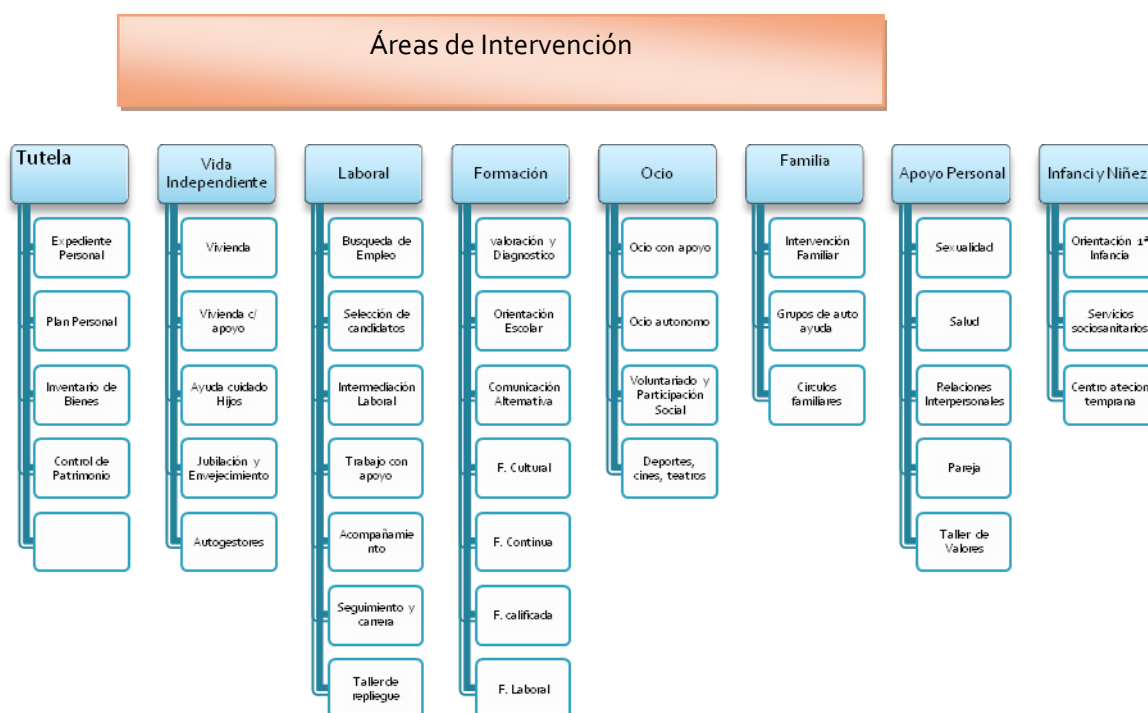 Áreas de Intervención
Tutela
Expediente
Personal
Plan Personal
Inventario de
Bienes
Control de
Patrimonio
Vida
Independiente
Vivienda
Vivienda c/
apoyo
Ayuda cuidado
Hijos
Jubilación y
Envejecimiento
Autogestores
Laboral
Busqueda de
Empleo
Selección de
candidatos
Intermediación
Laboral
Trabajo con
apoyo
Acompañamie
nto
Seguimiento y
carrera
Taller de
repliegue
Formación
valoración y
Diagnostico
Orientación
Escolar
Comunicación
Alternativa
F. Cultural
F. Continua
F. calificada
F. Laboral
Ocio
Ocio con apoyo
Ocio autonomo
Voluntariado y
Participación
Social
Deportes,
cines, teatros
Familia
Intervención
Familiar
Grupos de auto
ayuda
Circulos
familiares
Apoyo Personal
Sexualidad
Salud
Relaciones
Interpersonales
Pareja
Taller de
Valores
Infanci y Niñez
Orientación 1ª
Infancia
Servicios
sociosanitarios
Centro atecion
temprana